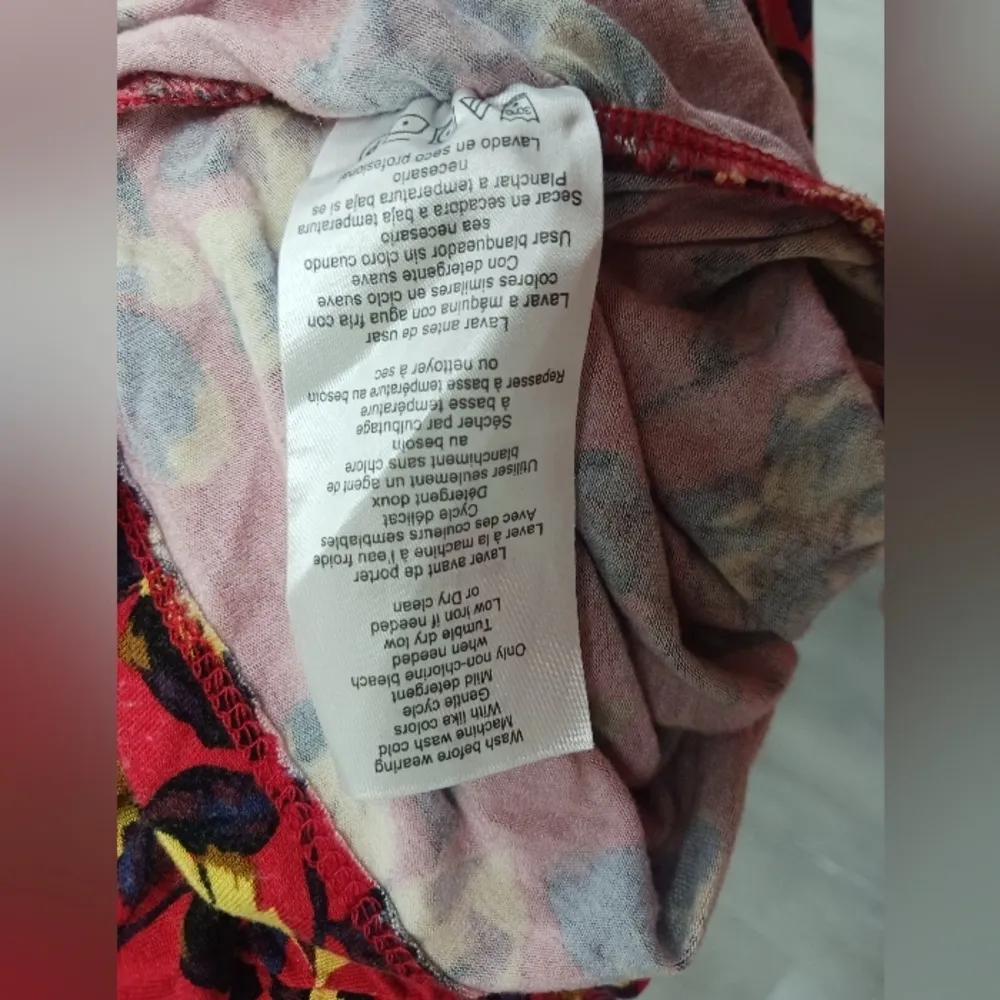 Wash before wearing
Machine wash cold
With like colors
Gentle cycle
Mild detergent
Only non-chlorine bleach
when needed
Tumble dry low
Low iron if needed
or Dry clean
Laver avant de porter
Laver à la machine à l'eau froide
Avec des couleurs semblables
Cycle délicat
Détergent doux
Utiliser seulement un agent de
blanchiment sans chlore
au besoin
Sécher par culbutage
à basse température
Repasser à basse température au besoin
ou nettoyer à sec
Lavar antes de usar
Lavar a máquina con agua fría con
colores similares en ciclo suave
Con detergente suave
Usar blanqueador sin cloro cuando
sea necesario
Secar en secadora a baja temperatura
Planchar a temperatura baja si es
necesario
Lavado en seco profesional
30°C